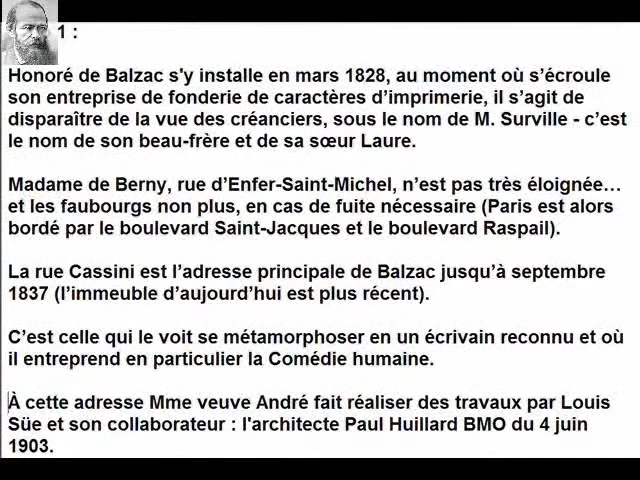 1 :
Honoré de Balzac s'y installe en mars 1828, au moment où s’écroule
son entreprise de fonderie de caractères d’imprimerie, il s’agit de
disparaître de la vue des créanciers, sous le nom de M. Surville - c’est
le nom de son beau-frère et de sa sœur Laure.
Madame de Berny, rue d’Enfer-Saint-Michel, n’est pas très éloignée…
et les faubourgs non plus, en cas de fuite nécessaire (Paris est alors
bordé par le boulevard Saint-Jacques et le boulevard Raspail).
La rue Cassini est l’adresse principale de Balzac jusqu’à septembre
1837 (l’immeuble d’aujourd’hui est plus récent).
C’est celle qui le voit se métamorphoser en un écrivain reconnu et où
il entreprend en particulier la Comédie humaine.
À cette adresse Mme veuve André fait réaliser des travaux par Louis
Süe et son collaborateur : l'architecte Paul Huillard BMO du 4 juin
1903.